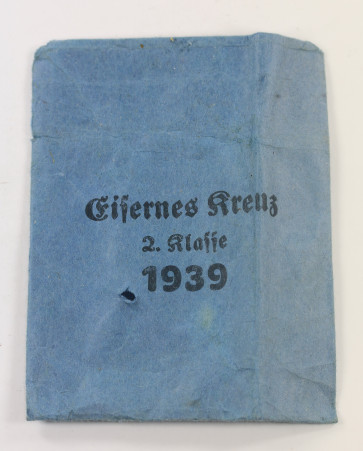 Eisernes Kreuz
2. Klasse
1939